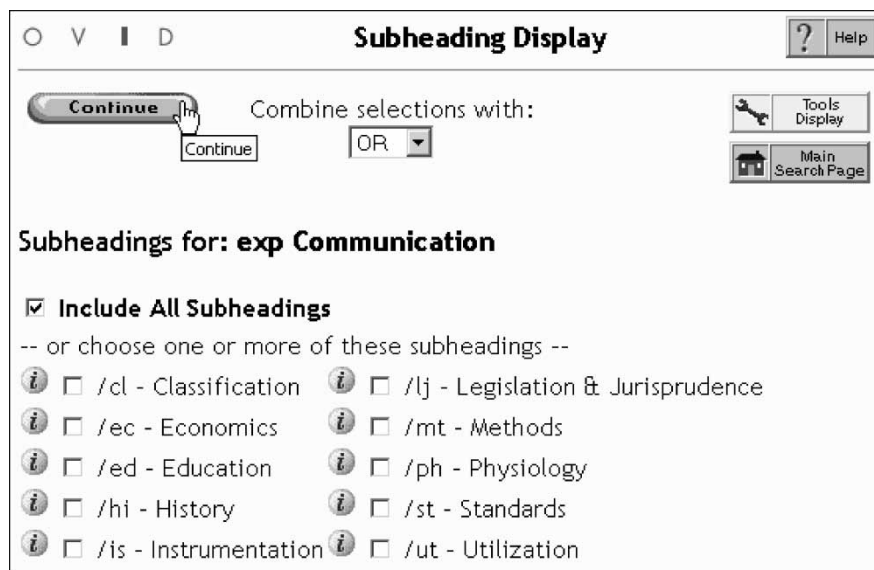 O V I D
Subheading Display
? Help
Continue
Combine selections with:
Continue
OR
Tools
Display
Main
Search Page
Subheadings for: exp Communication
Include All Subheadings
-- or choose one or more of these subheadings --
i /cl - Classification i /lj - Legislation & Jurisprudence
i /ec - Economics i /mt - Methods
i /ed - Education i /ph - Physiology
i /hi - History i /st - Standards
i /is - Instrumentation i /ut - Utilization